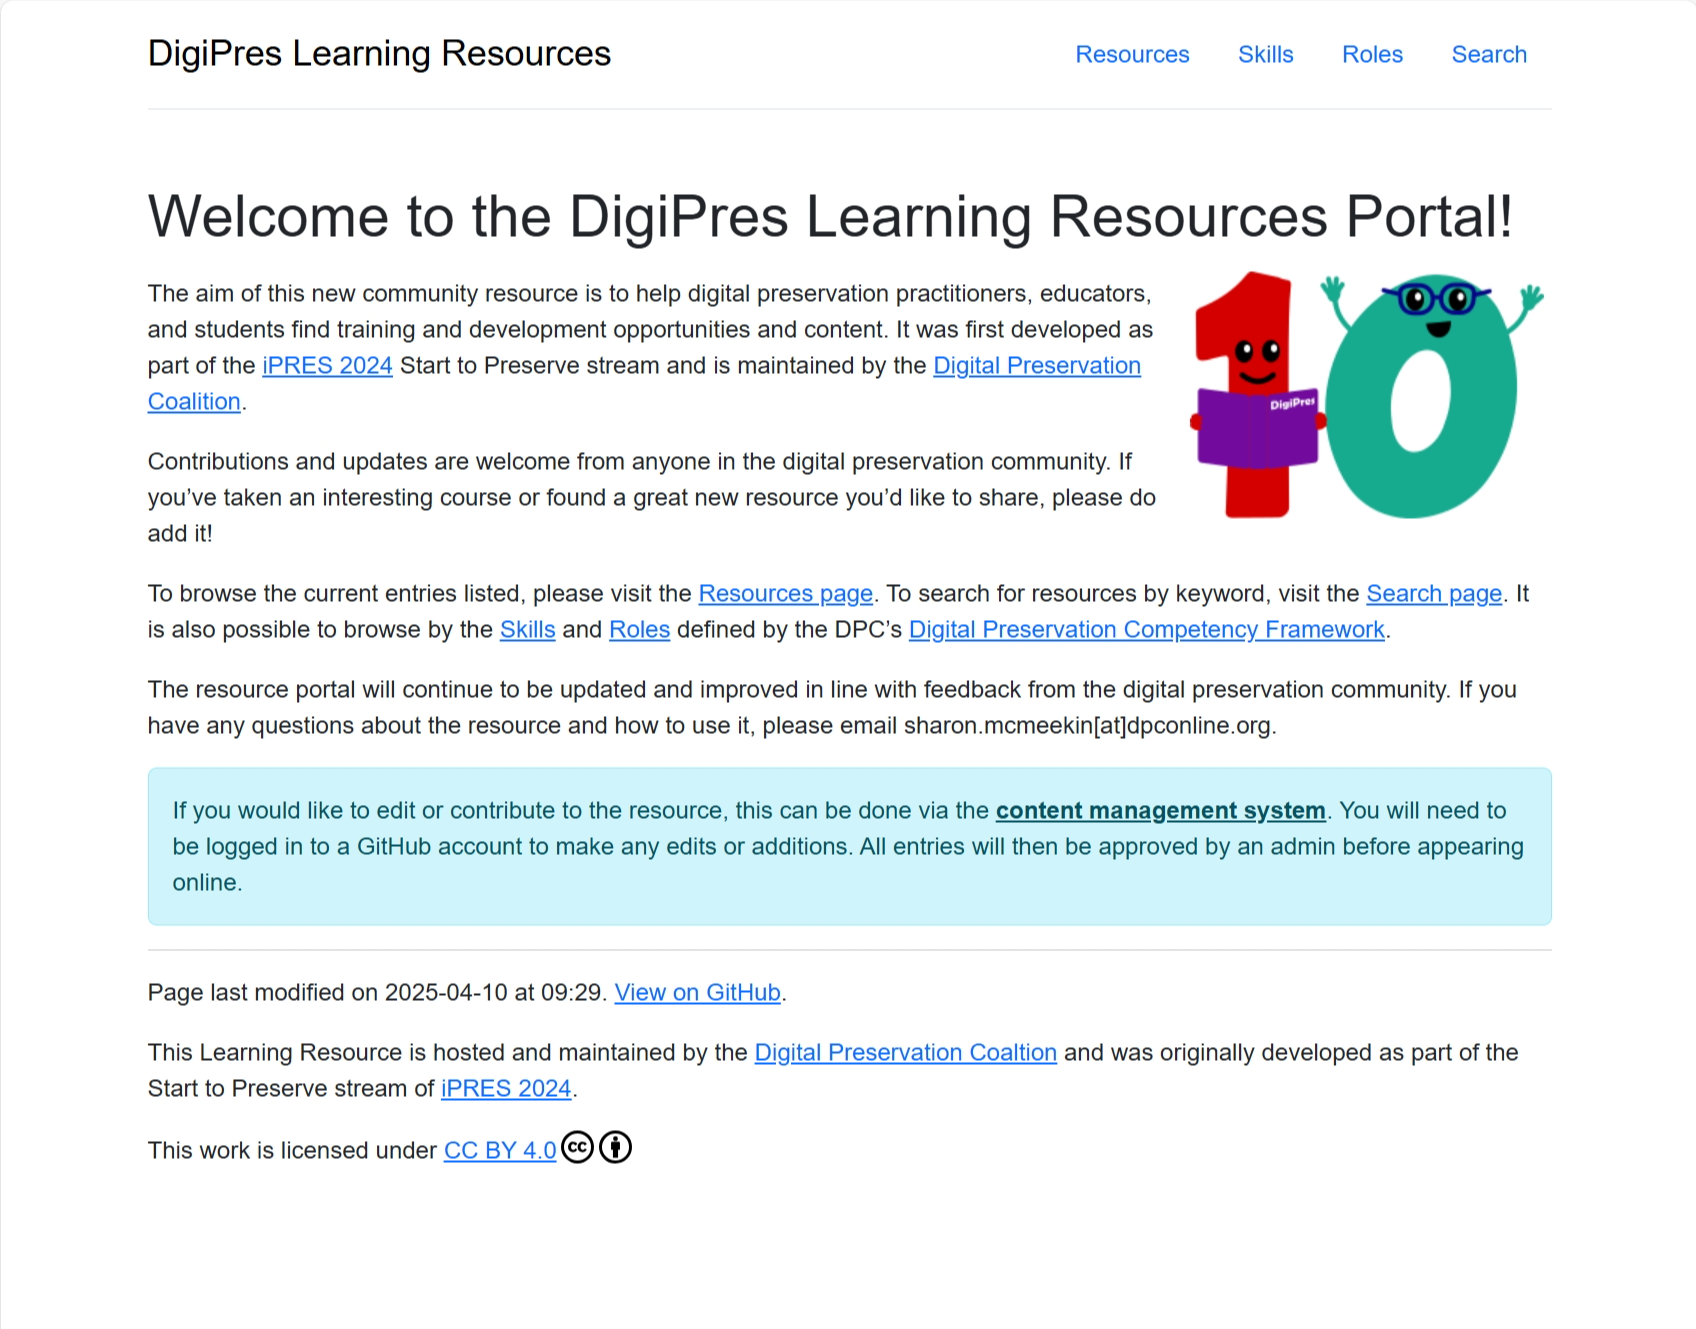 DigiPres Learning Resources
Resources Skills Roles Search
Welcome to the DigiPres Learning Resources Portal!
The aim of this new community resource is to help digital preservation practitioners, educators,
and students find training and development opportunities and content. It was first developed as
part of the iPRES 2024 Start to Preserve stream and is maintained by the Digital Preservation
Coalition.
DigiPres
Contributions and updates are welcome from anyone in the digital preservation community. If
you’ve taken an interesting course or found a great new resource you’d like to share, please do
add it!
To browse the current entries listed, please visit the Resources page. To search for resources by keyword, visit the Search page. It
is also possible to browse by the Skills and Roles defined by the DPC’s Digital Preservation Competency Framework.
The resource portal will continue to be updated and improved in line with feedback from the digital preservation community. If you
have any questions about the resource and how to use it, please email sharon.mcmeekin[at]dpconline.org.
If you would like to edit or contribute to the resource, this can be done via the content management system. You will need to
be logged in to a GitHub account to make any edits or additions. All entries will then be approved by an admin before appearing
online.
Page last modified on 2025-04-10 at 09:29. View on GitHub.
This Learning Resource is hosted and maintained by the Digital Preservation Coaltion and was originally developed as part of the
Start to Preserve stream of iPRES 2024.
This work is licensed under CC BY 4.0 cc